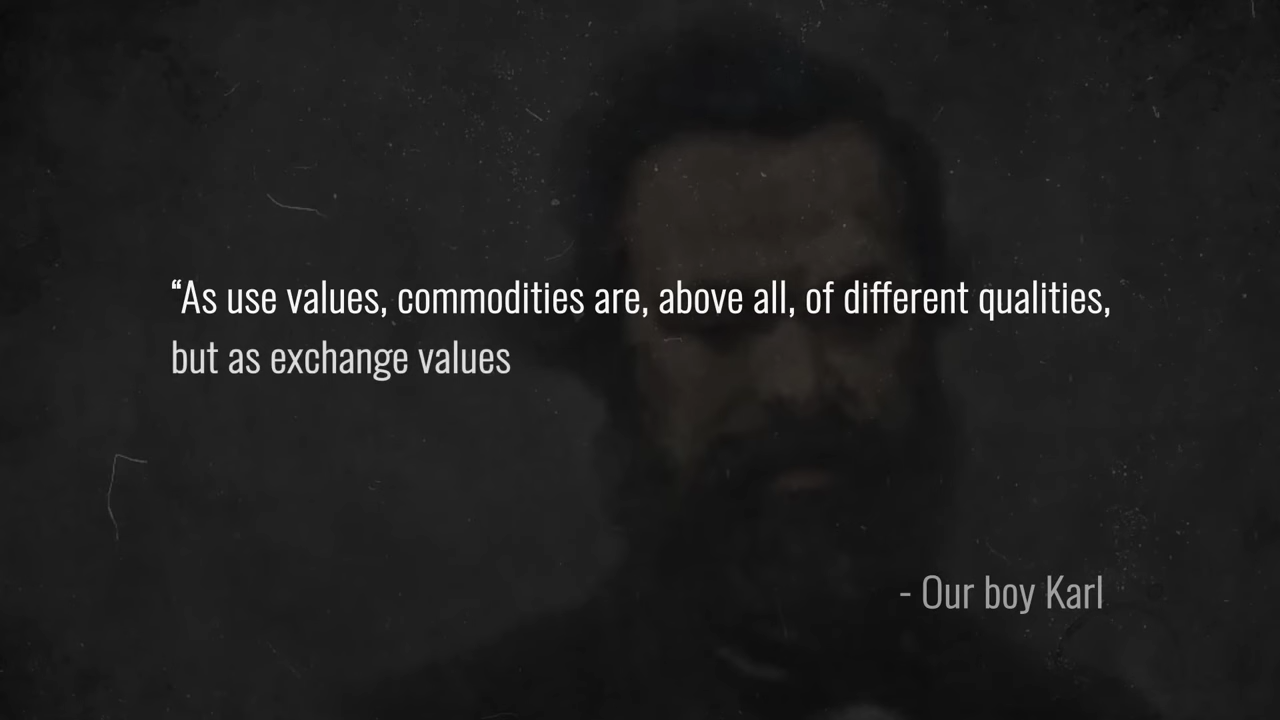 “As use values, commodities are, above all, of different qualities,
but as exchange values
- Our boy Karl